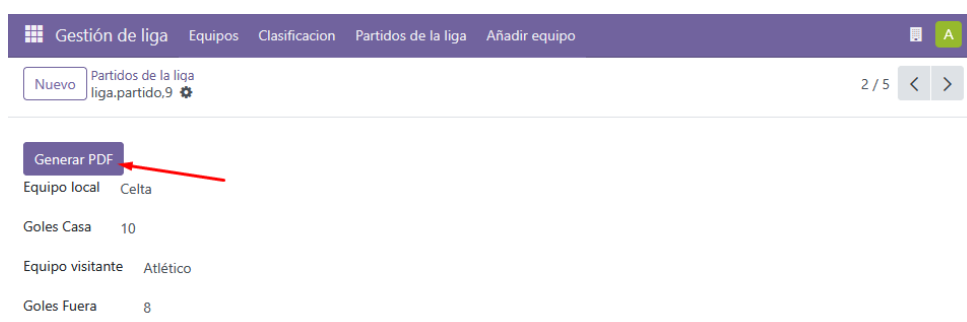 Gestión de liga Equipos Clasificacion Partidos de la liga Añadir equipo A
Nuevo Partidos de la liga 2 / 5
liga.partido,9
Generar PDF
Equipo local Celta
Goles Casa 10
Equipo visitante Atlético
Goles Fuera 8